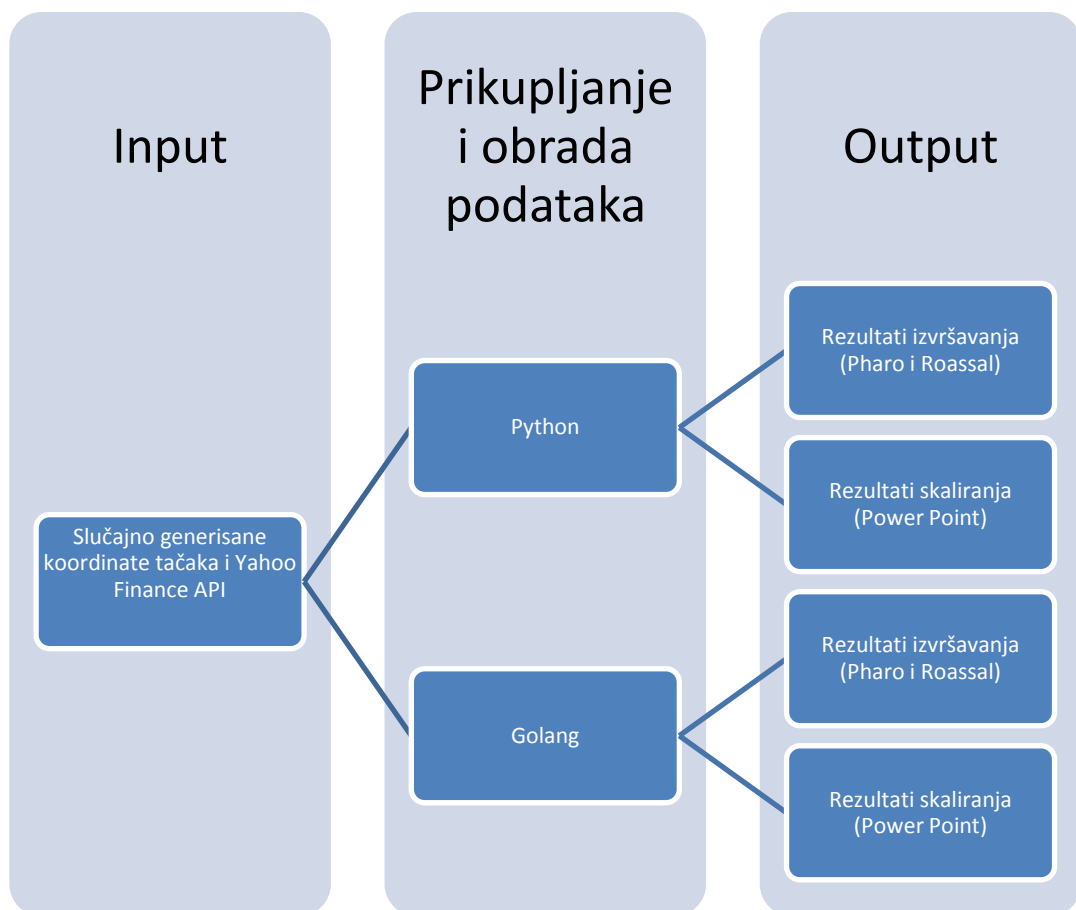 Input
Prikupljanje
i obrada
podataka
Output
Slučajno generisane
koordinate tačaka i Yahoo
Finance API
Python
Golang
Rezultati izvršavanja
(Pharo i Roassal)
Rezultati skaliranja
(Power Point)
Rezultati izvršavanja
(Pharo i Roassal)
Rezultati skaliranja
(Power Point)